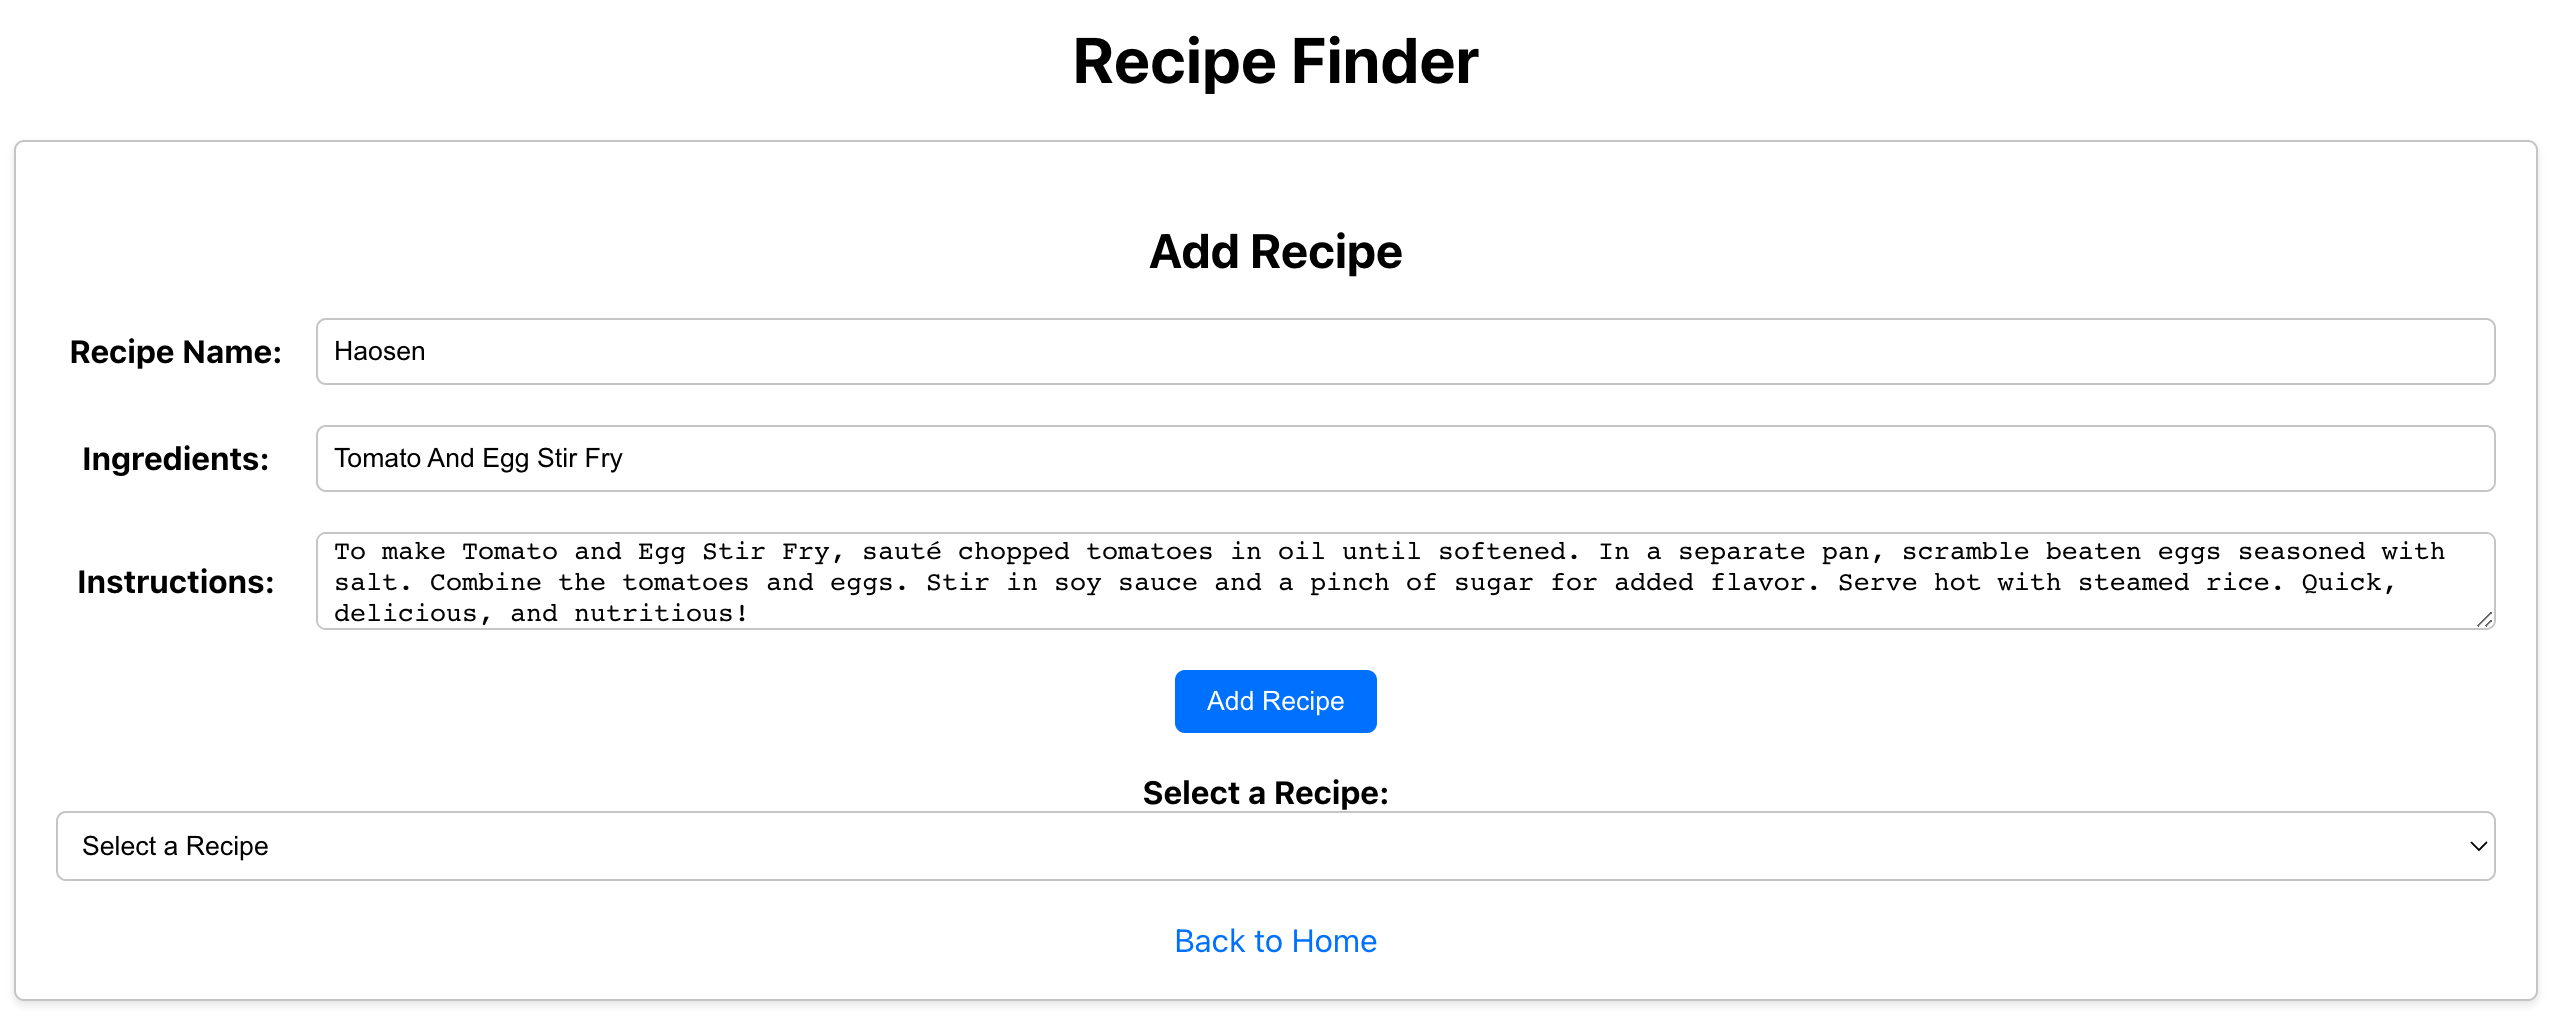 Recipe Finder
Add Recipe
Recipe Name: Haosen
Ingredients: Tomato And Egg Stir Fry
Instructions: To make Tomato and Egg Stir Fry, sauté chopped tomatoes in oil until softened. In a separate pan, scramble beaten eggs seasoned with
salt. Combine the tomatoes and eggs. Stir in soy sauce and a pinch of sugar for added flavor. Serve hot with steamed rice. Quick,
delicious, and nutritious!
Add Recipe
Select a Recipe:
Select a Recipe
Back to Home